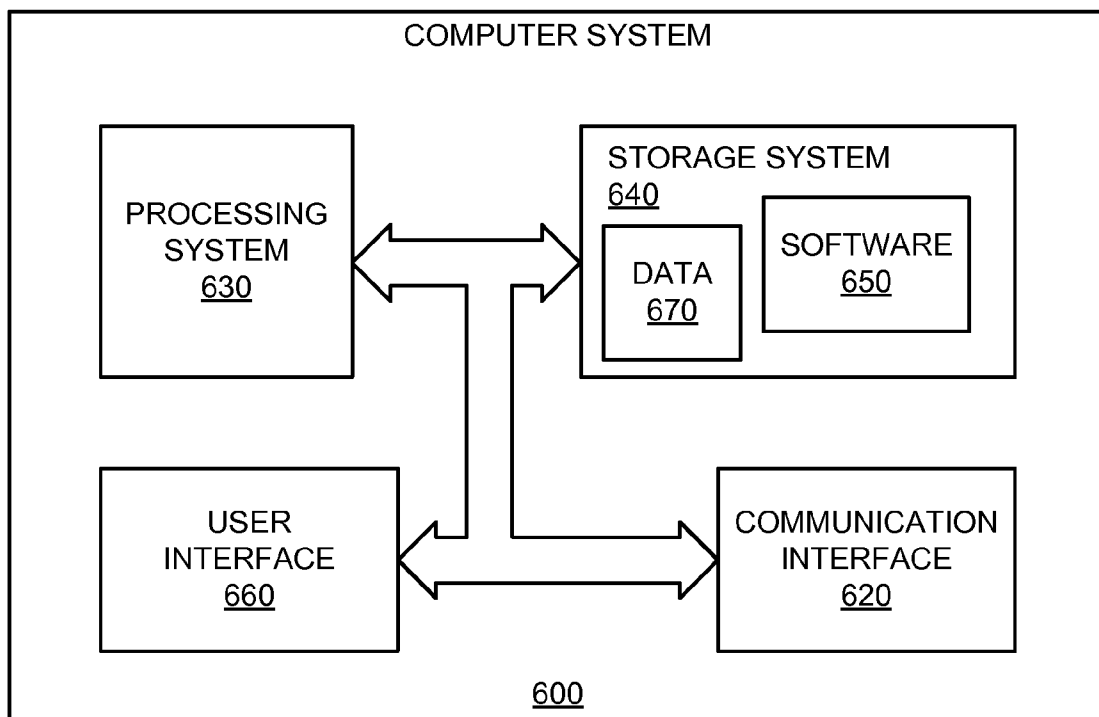 COMPUTER SYSTEM
PROCESSING
SYSTEM
630
STORAGE SYSTEM
640
DATA
670
SOFTWARE
650
USER
INTERFACE
660
COMMUNICATION
INTERFACE
620
600